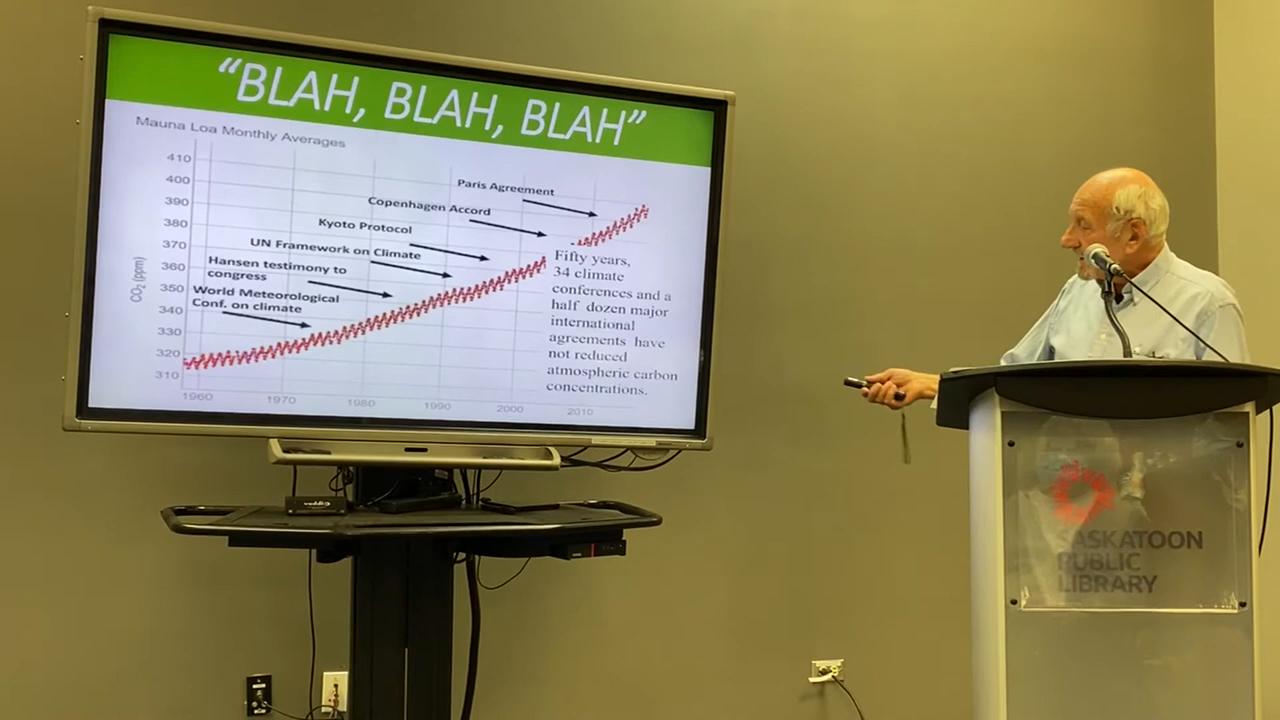 “BLAH, BLAH, BLAH”
Mauna Loa Monthly Averages
410
400
390
380
370
360
350
340
330
320
310
CO2 (ppm)
Paris Agreement
Copenhagen Accord
Kyoto Protocol
UN Framework on Climate
Hansen testimony to
congress
World Meteorological
Conf. on climate
Fifty years,
34 climate
conferences and a
half dozen major
international
agreements have
not reduced
atmospheric carbon
concentrations.
1960 1970 1980 1990 2000 2010
SASKATOON
PUBLIC
LIBRARY